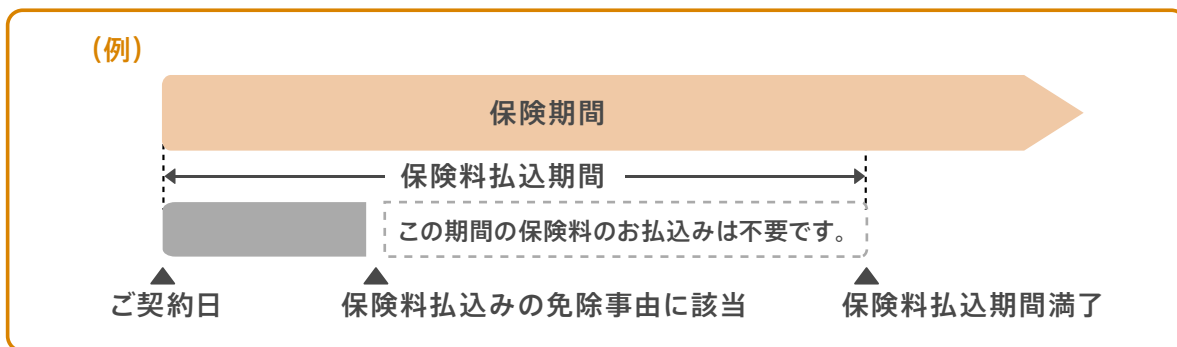 (例)
保険期間
保険料払込期間
この期間の保険料のお払込みは不要です。
ご契約日
保険料払込みの免除事由に該当
保険料払込期間満了